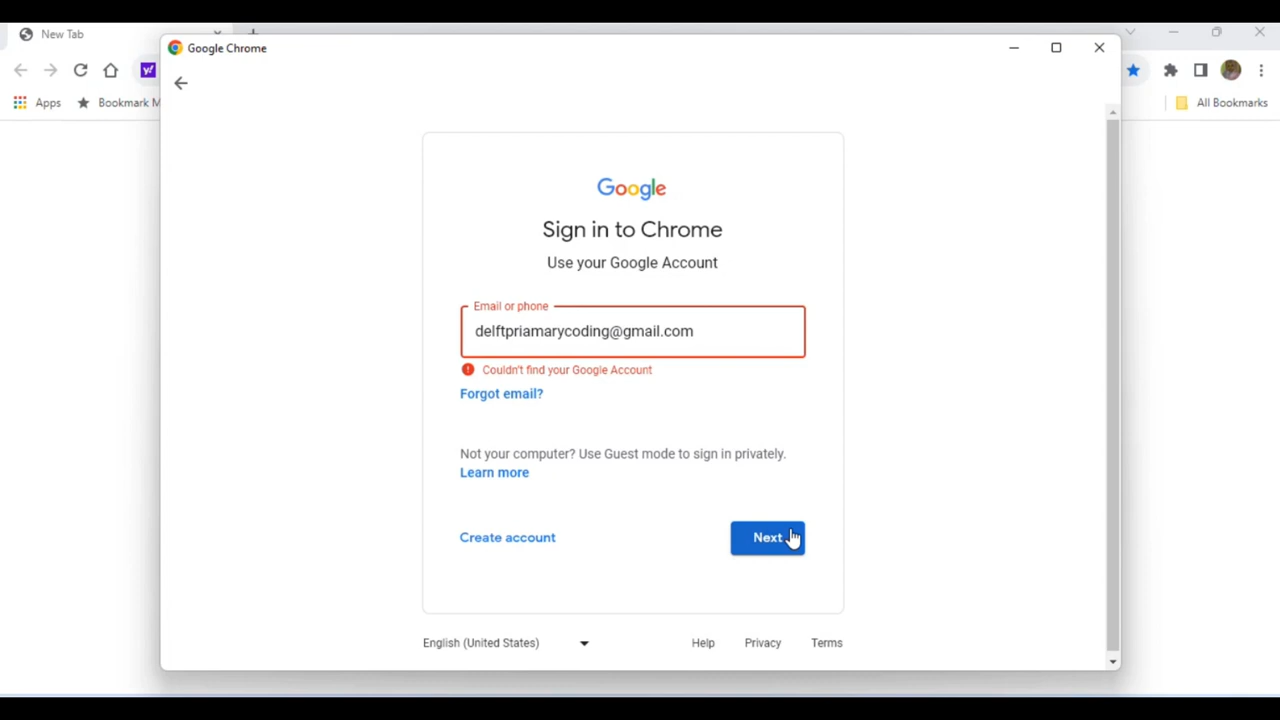 New Tab
Google Chrome
Apps
Bookmark M
All Bookmarks
Google
Sign in to Chrome
Use your Google Account
Email or phone
delftpriamarycoding@gmail.com
Couldn't find your Google Account
Forgot email?
Not your computer? Use Guest mode to sign in privately.
Learn more
Create account
Next
English (United States)
Help
Privacy
Terms